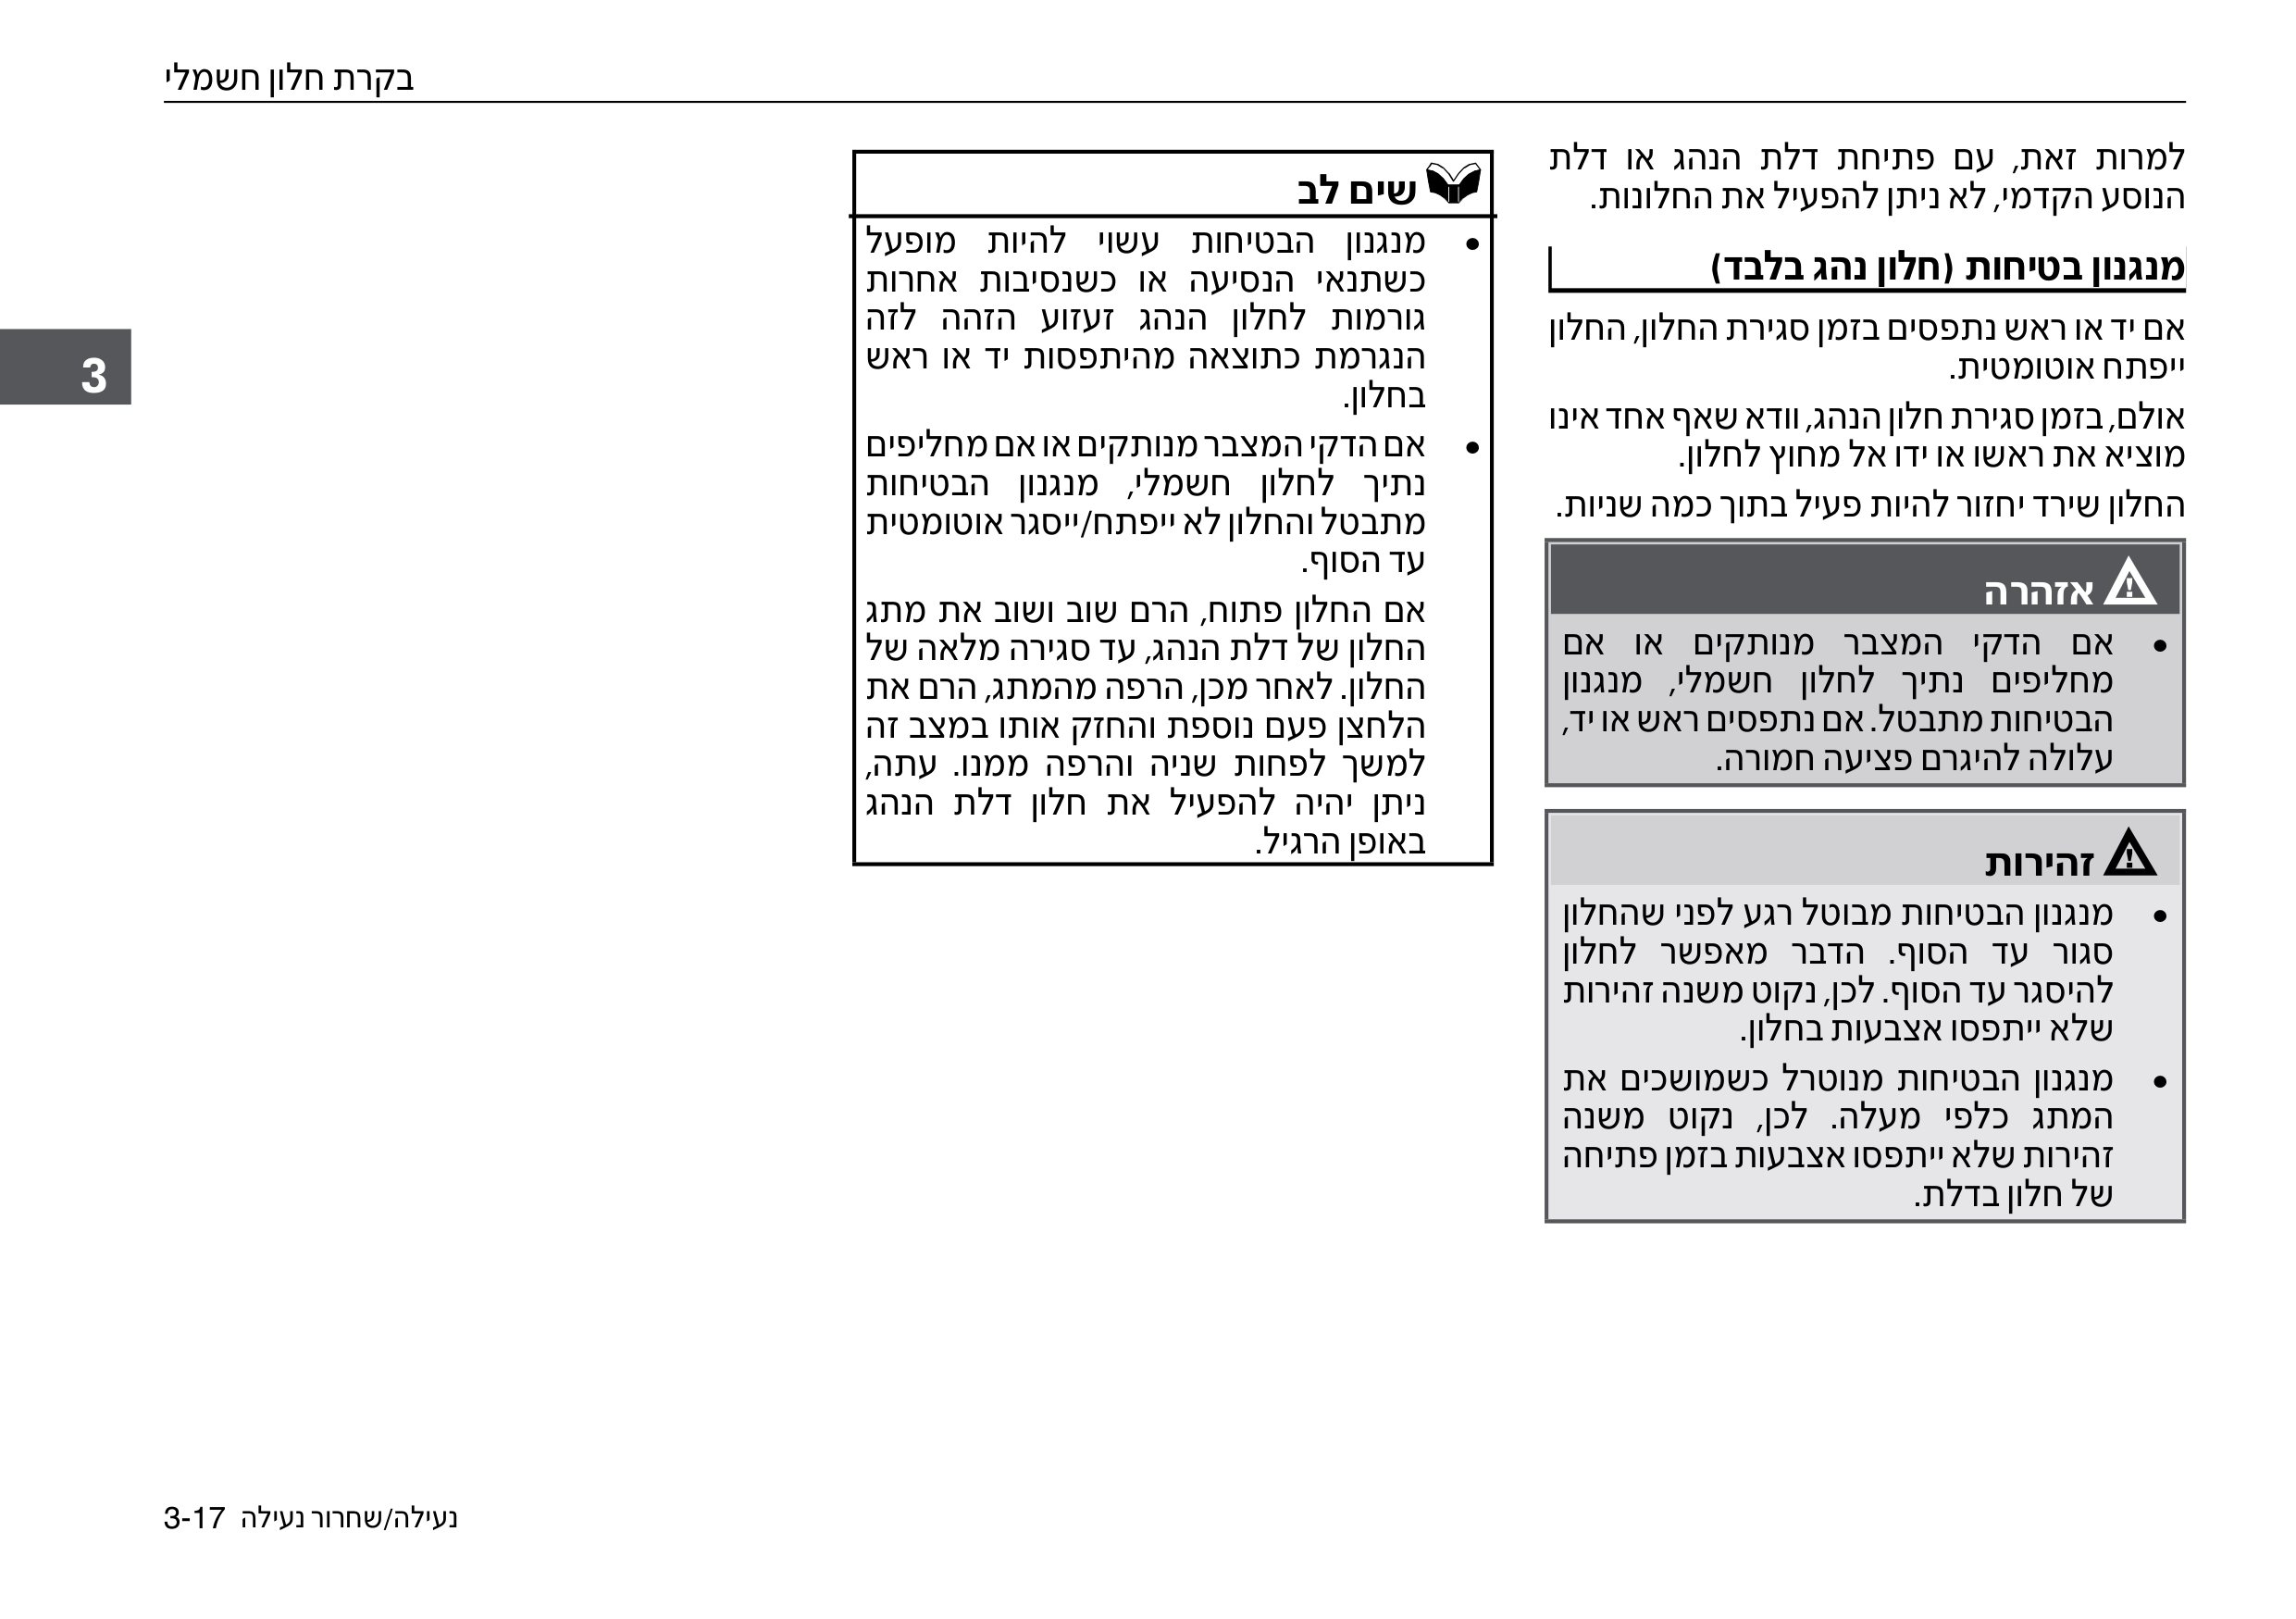 בקרת חלון חשמלי
למרות זאת, עם פתיחת דלת הנהג או דלת
הנוסע הקדמי, לא ניתן להפעיל את החלונות.
מנגנון בטיחות (חלון נהג בלבד)
אם יד או ראש נתפסים בזמן סגירת החלון, החלון
ייפתח אוטומטית.
אולם, בזמן סגירת חלון הנהג, וודא שאף אחד אינו
מוציא את ראשו או ידו אל מחוץ לחלון.
החלון שירד יחזור להיות פעיל בתוך כמה שניות.
אזהרה
• אם הדקי המצבר מנותקים או אם
מחליפים נתיך לחלון חשמלי, מנגנון
הבטיחות מתבטל. אם נתפסים ראש או יד,
עלולה להיגרם פציעה חמורה.
זהירות
• מנגנון הבטיחות מבוטל רגע לפני שהחלון
סגור עד הסוף. הדבר מאפשר לחלון
להיסגר עד הסוף. לכן, נקוט משנה זהירות
שלא ייתפסו אצבעות בחלון.
• מנגנון הבטיחות מנוטרל כשמושכים את
המתג כלפי מעלה. לכן, נקוט משנה
זהירות שלא ייתפסו אצבעות בזמן פתיחה
של חלון בדלת.
שים לב
• מנגנון הבטיחות עשוי להיות מופעל
כשתנאי הנסיעה או כשנסיבות אחרות
גורמות לחלון הנהג זעזוע הזהה לזה
הנגרמת כתוצאה מהיתפסות יד או ראש
בחלון.
• אם הדקי המצבר מנותקים או אם מחליפים
נתיך לחלון חשמלי, מנגנון הבטיחות
מתבטל והחלון לא ייפתח/ייסגר אוטומטית
עד הסוף.
אם החלון פתוח, הרם שוב ושוב את מתג
החלון של דלת הנהג, עד סגירה מלאה של
החלון. לאחר מכן, הרפה מהמתג, הרם את
הלחצן פעם נוספת והחזק אותו במצב זה
למשך לפחות שניה והרפה ממנו. עתה,
ניתן יהיה להפעיל את חלון דלת הנהג
באופן הרגיל.
3
נעילה/שחרור נעילה 3-17